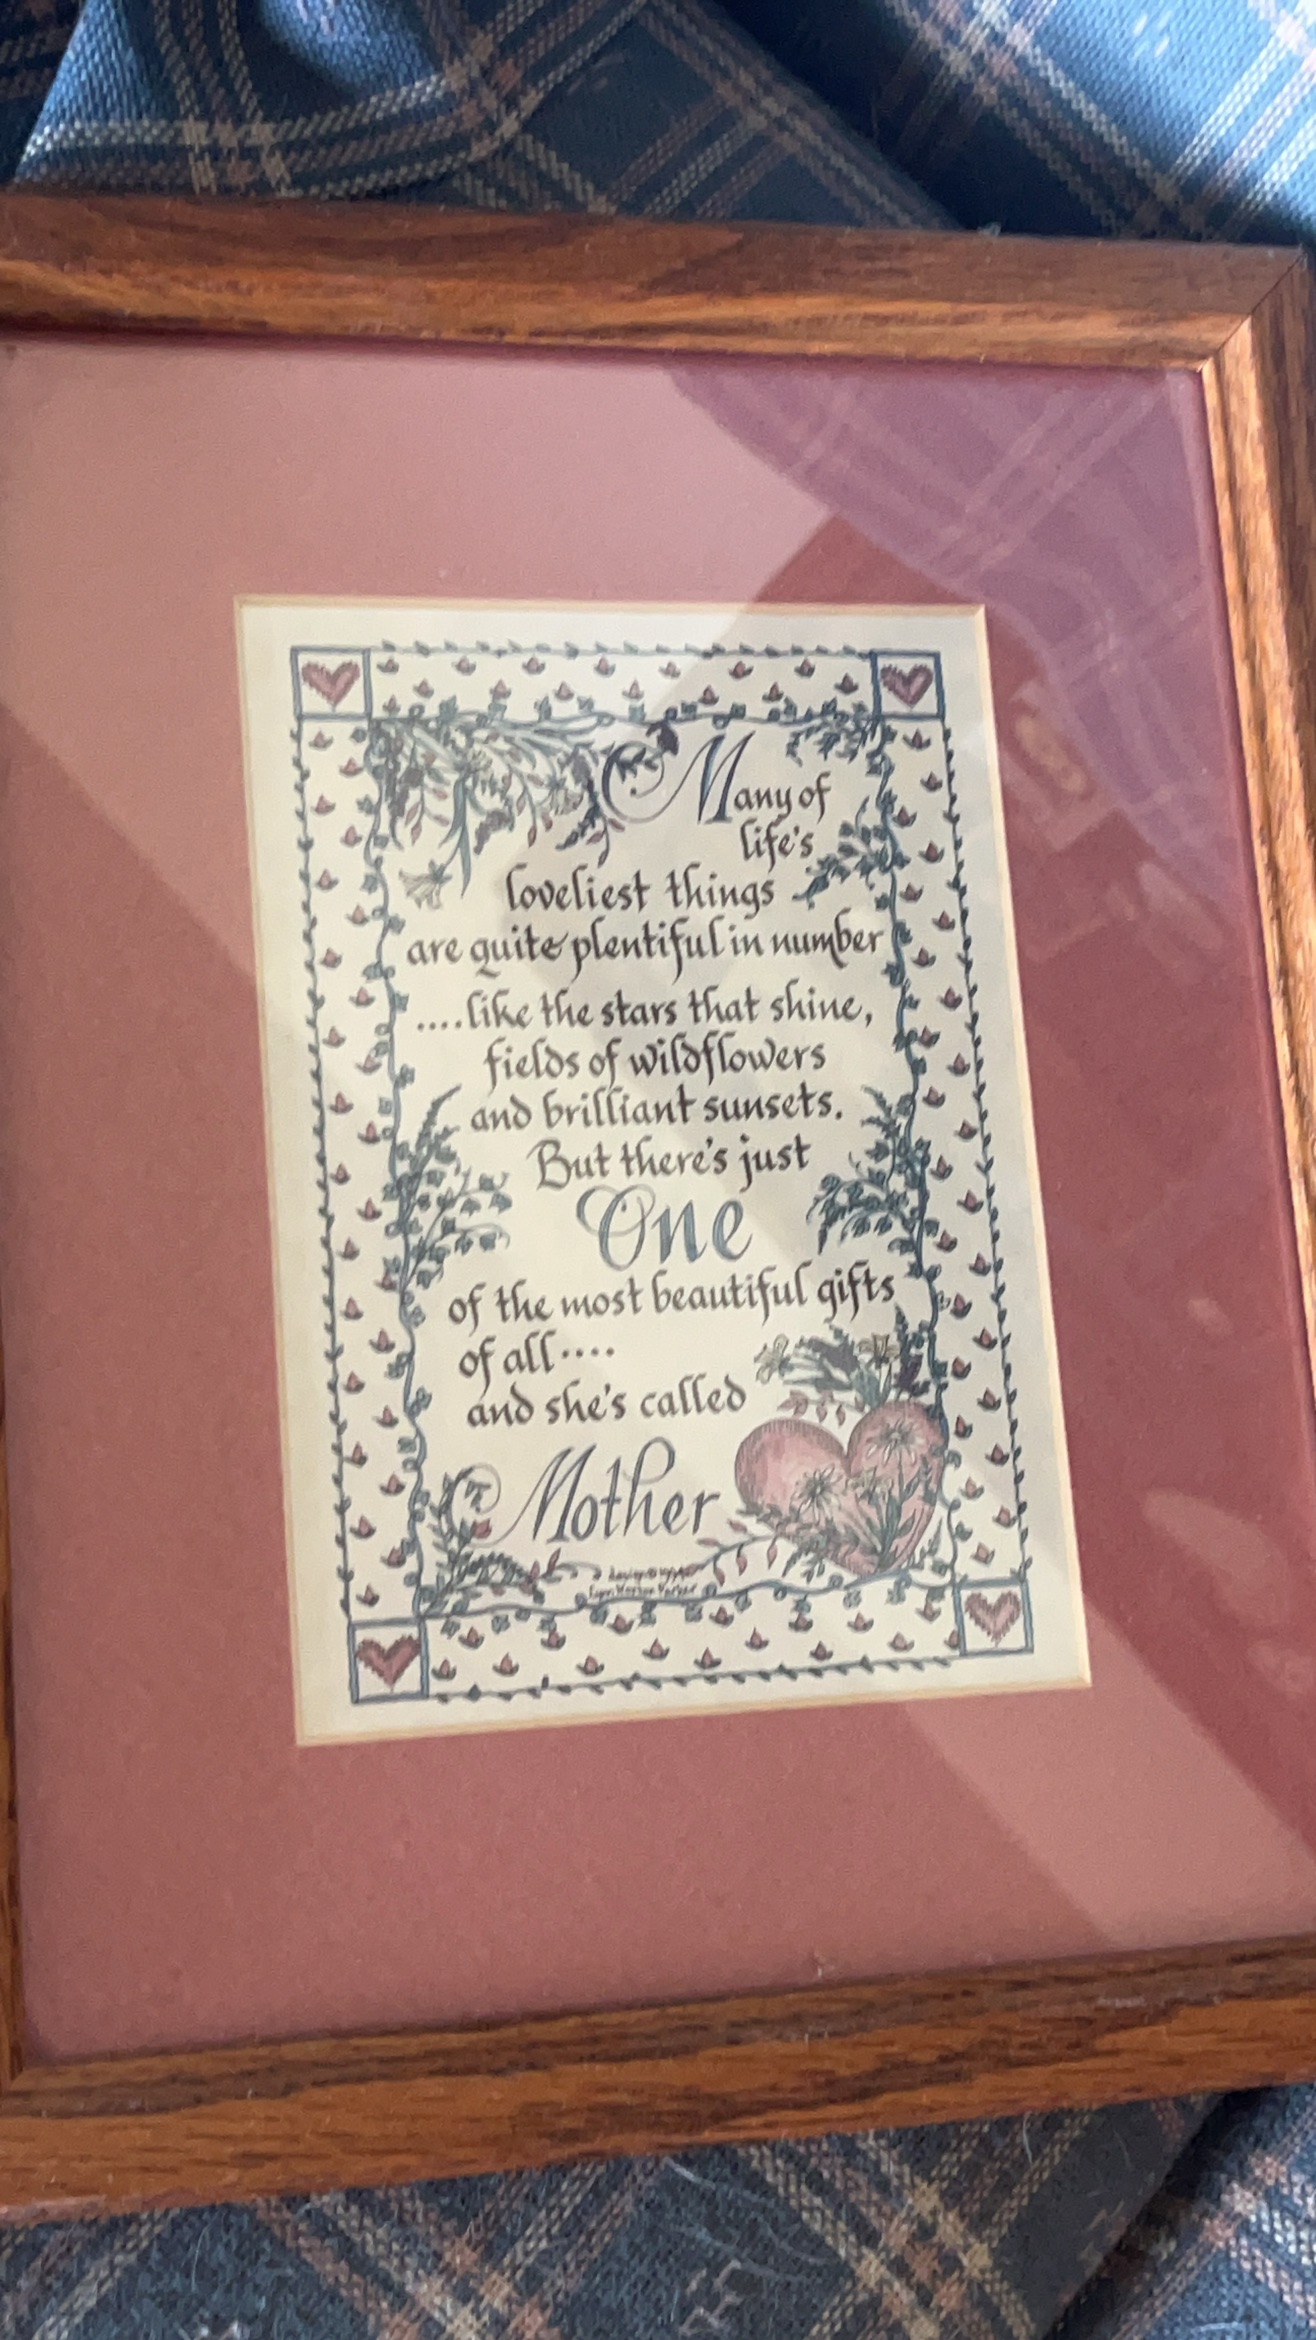 Many of
life's
loveliest things
are quite plentiful in number
....like the stars that shine,
fields of wildflowers
and brilliant sunsets.
But there's just
One
of the most beautiful gifts
of all....
and she's called
Mother